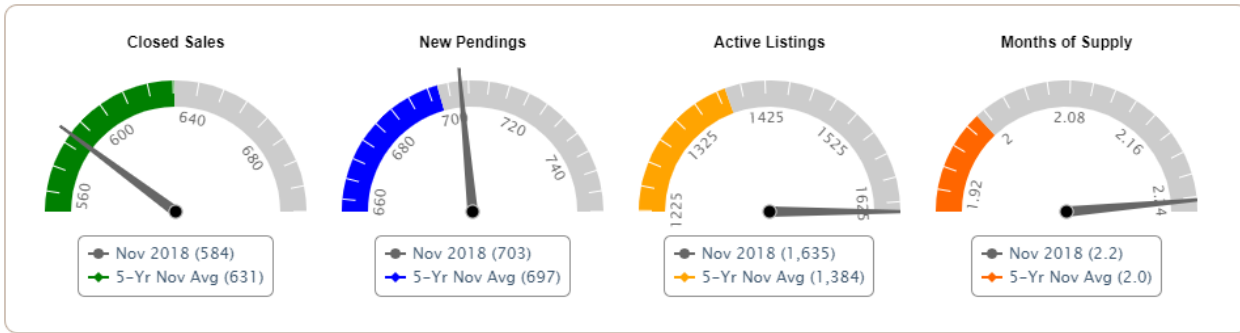 Closed Sales
560
600
640
680
Nov 2018 (584)
5-Yr Nov Avg (631)
New Pendings
660
680
700
720
740
Nov 2018 (703)
5-Yr Nov Avg (697)
Active Listings
1225
1325
1425
1525
1625
Nov 2018 (1,635)
5-Yr Nov Avg (1,384)
Months of Supply
1.92
2
2.08
2.16
2.24
Nov 2018 (2.2)
5-Yr Nov Avg (2.0)